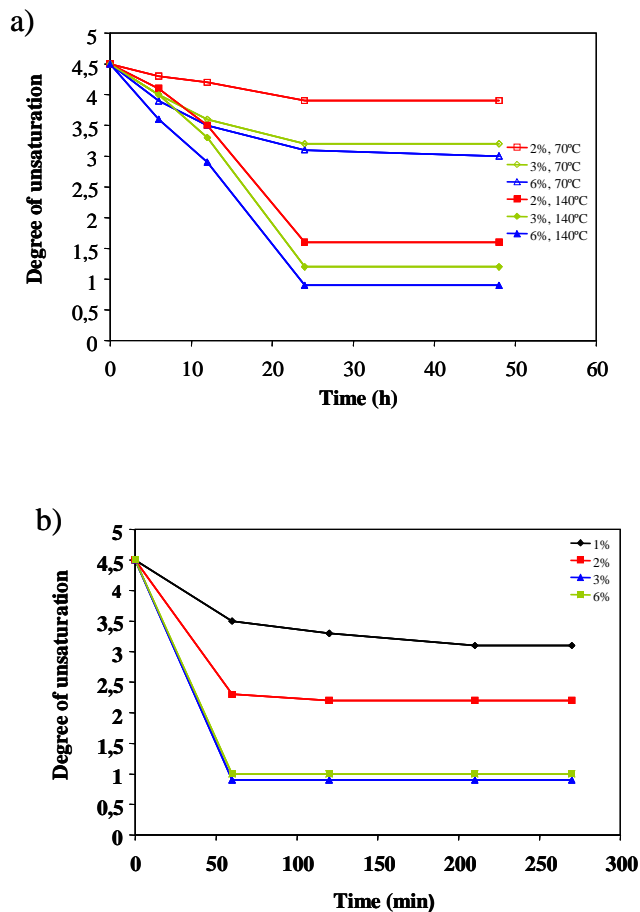 a)
Degree of unsaturation
5
4,5
4
3,5
3
2,5
2
1,5
1
0,5
0
0 10 20 30 40 50 60
Time (h)
2%, 70ºC
3%, 70ºC
6%, 70ºC
2%, 140ºC
3%, 140ºC
6%, 140ºC
b)
Degree of unsaturation
5
4,5
4
3,5
3
2,5
2
1,5
1
0,5
0
0 50 100 150 200 250 300
Time (min)
1%
2%
3%
6%